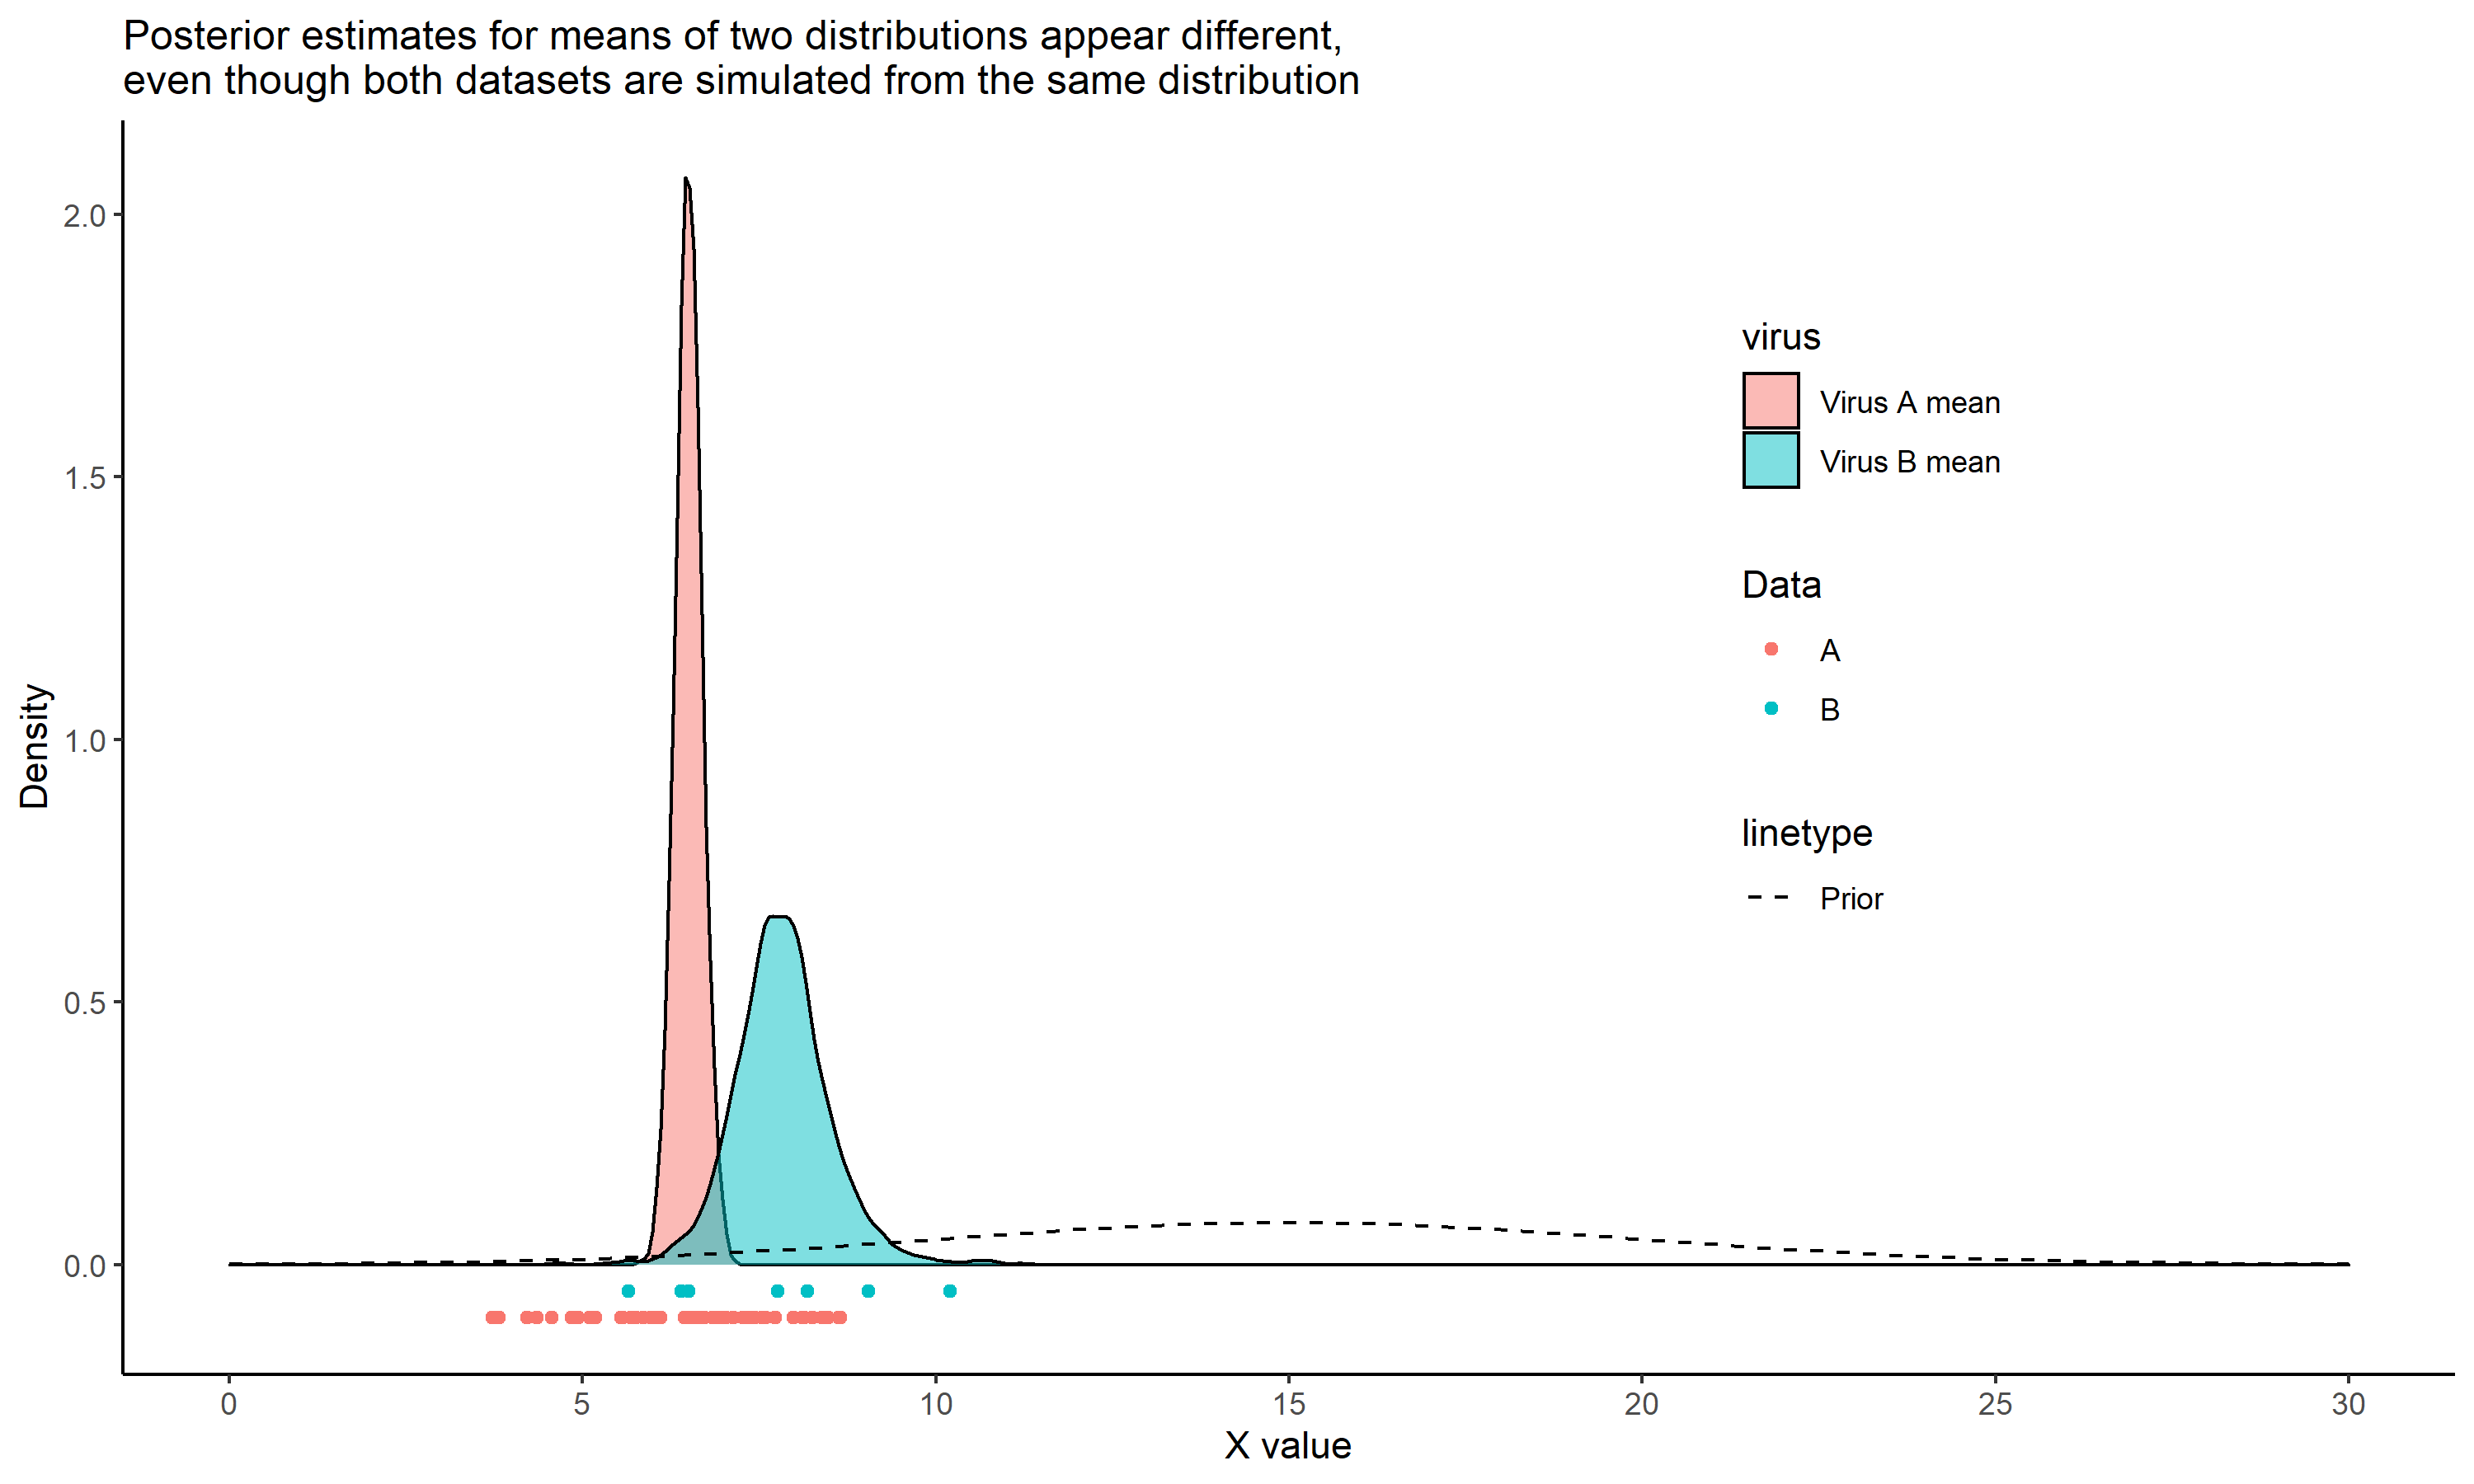 Posterior estimates for means of two distributions appear different,
even though both datasets are simulated from the same distribution
2.0
1.5
1.0
0.5
0.0
Density
virus
Virus A mean
Virus B mean
Data
A
B
linetype
Prior
0 5 10 15 20 25 30
X value